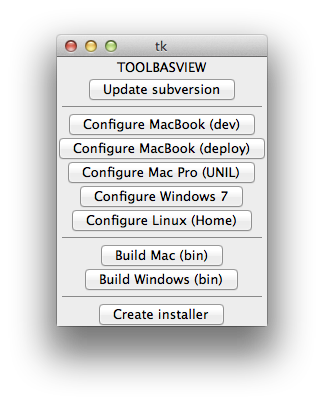 tk
TOOLBASVIEW
Update subversion
Configure MacBook (dev)
Configure MacBook (deploy)
Configure Mac Pro (UNIL)
Configure Windows 7
Configure Linux (Home)
Build Mac (bin)
Build Windows (bin)
Create installer